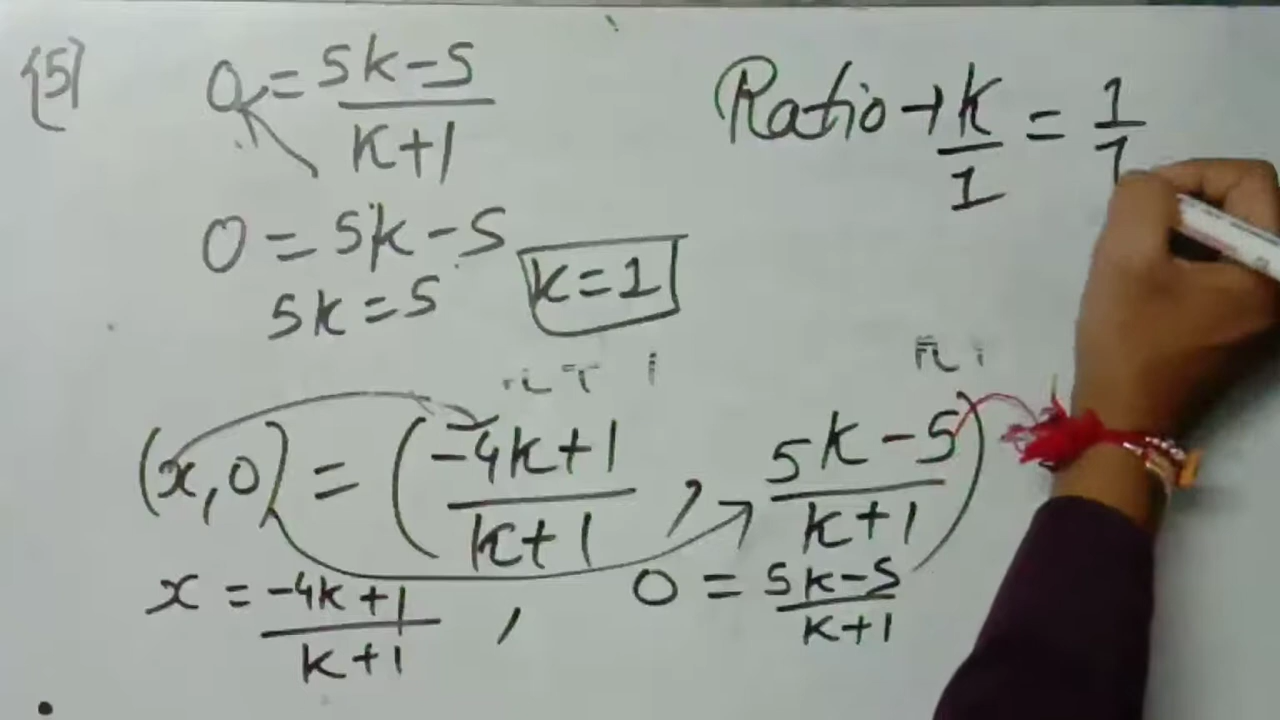 {5}
0 = 5k-5/k+1
Ratio → k/1 = 1/1
0 = 5k-5
5k = 5
k=1
(x,0) = (-4k+1/k+1 , 5k-5/k+1)
x = -4k+1/k+1 , 0 = 5k-5/k+1